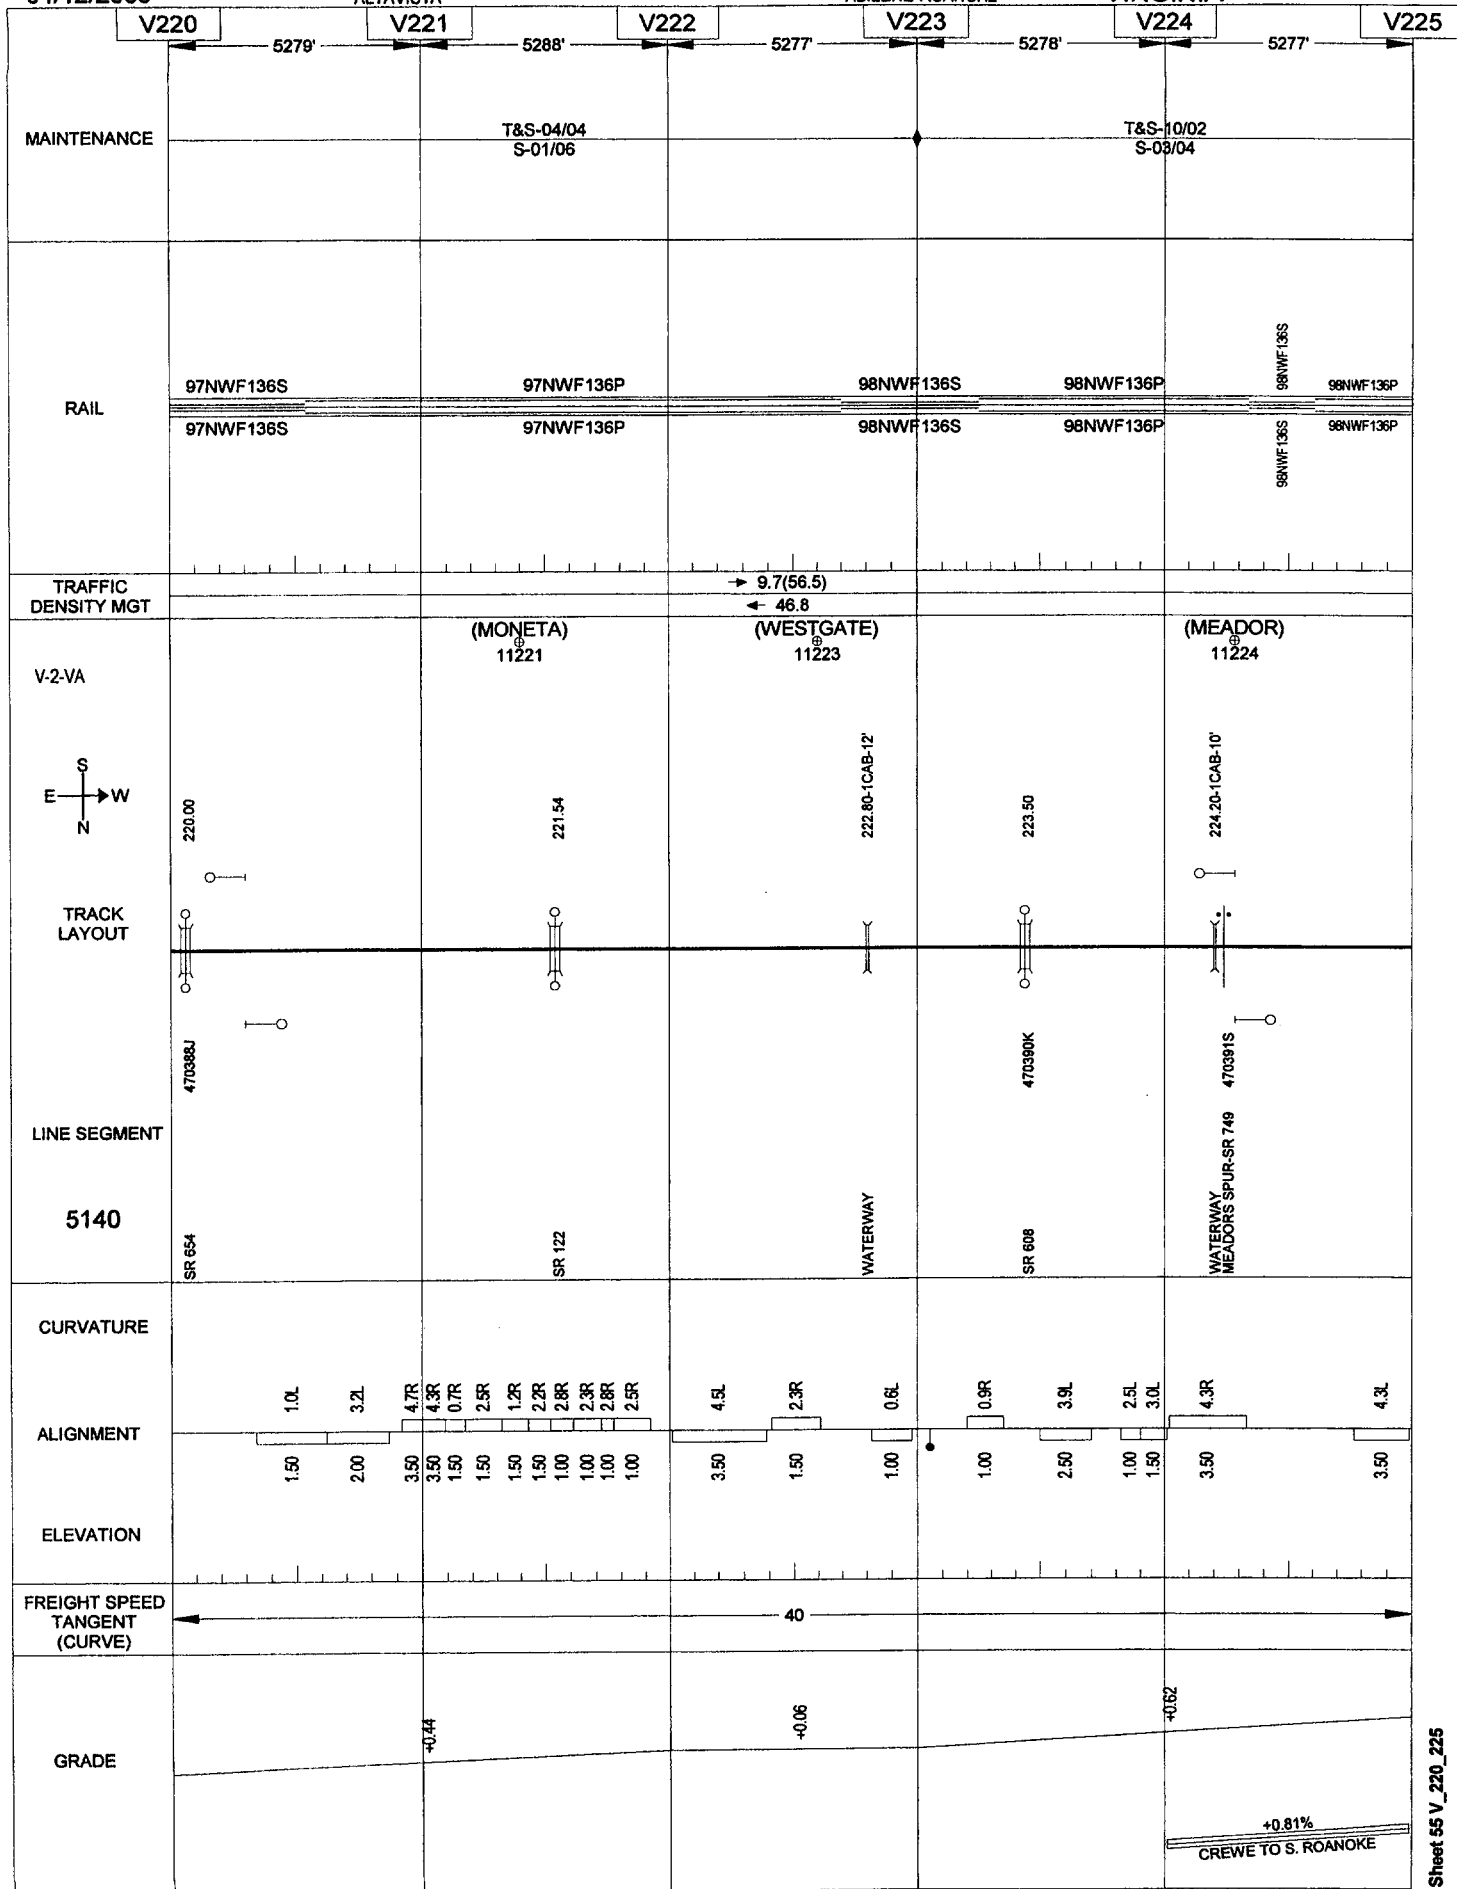 V220 V221 V222 V223 V224 V225
5279' 5288' 5277' 5278' 5277'
MAINTENANCE
T&S-04/04 T&S-10/02
S-01/06 S-03/04
RAIL
97NWF136S 97NWF136P 98NWF136S 98NWF136P 98NWF136S 98NWF136P
97NWF136S 97NWF136P 98NWF136S 98NWF136P 98NWF136S 98NWF136P
TRAFFIC
DENSITY MGT
9.7(56.5)
46.8
(MONETA) (WESTGATE) (MEADOR)
11221 11223 11224
V-2-VA
S
E W
N
220.00 221.54 222.80-1CAB-12' 223.50 224.20-1CAB-10'
TRACK
LAYOUT
470388J 470390K 470391S
LINE SEGMENT
5140
SR 654 SR 122 WATERWAY SR 608 WATERWAY MEADORS SPUR-SR 749
CURVATURE
1.0L 3.2L 4.7R 4.3R 0.7R 2.5R 1.2R 2.2R 2.8R 2.3R 2.8R 2.5R 4.5L 2.3R 0.6L 0.9R 3.9L 2.5L 3.0L 4.3R 4.3L
ALIGNMENT
1.50 2.00 3.50 3.50 1.50 1.50 1.50 1.50 1.00 1.00 1.00 1.00 3.50 1.50 1.00 1.00 2.50 1.00 1.50 3.50 3.50
ELEVATION
FREIGHT SPEED
TANGENT
(CURVE)
40
GRADE
+0.44 +0.06 +0.62
+0.81%
CREWE TO S. ROANOKE
Sheet 55 V_220_225